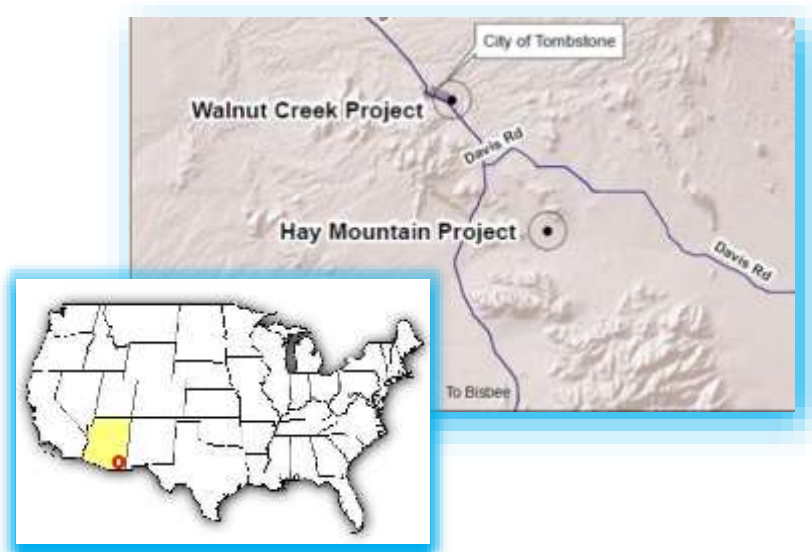 City of Tombstone
Walnut Creek Project
Davis Rd
Hay Mountain Project
Davis Rd
To Bisbee